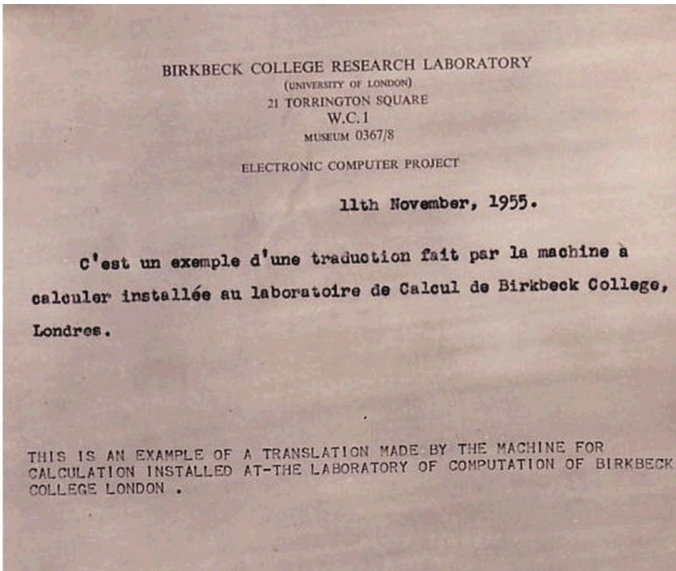 BIRKBECK COLLEGE RESEARCH LABORATORY
(UNIVERSITY OF LONDON)
21 TORRINGTON SQUARE
W.C.1
MUSEUM 0367/8
ELECTRONIC COMPUTER PROJECT
11th November, 1955.
C'est un exemple d'une traduction fait par la machine à
calculer installée au laboratoire de Calcul de Birkbeck College,
Londres.
THIS IS AN EXAMPLE OF A TRANSLATION MADE BY THE MACHINE FOR
CALCULATION INSTALLED AT-THE LABORATORY OF COMPUTATION OF BIRKBECK
COLLEGE LONDON .